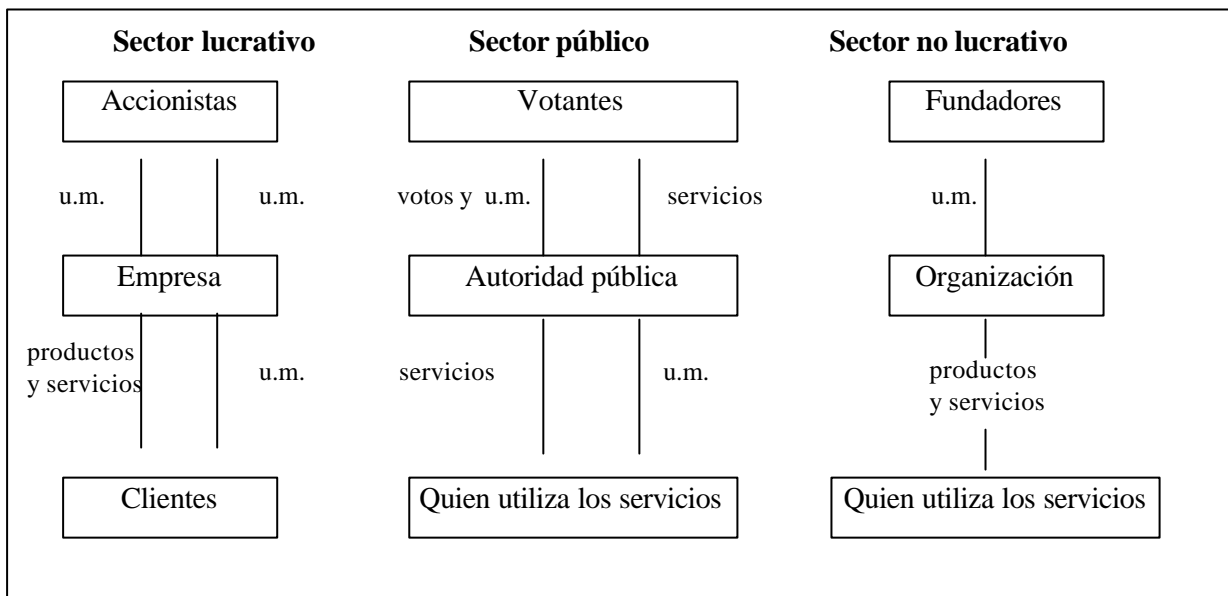 Sector lucrativo
Sector público
Sector no lucrativo
Accionistas
Votantes
Fundadores
u.m.
u.m.
votos y u.m.
servicios
u.m.
Empresa
Autoridad pública
Organización
productos
y servicios
u.m.
servicios
u.m.
productos
y servicios
Clientes
Quien utiliza los servicios
Quien utiliza los servicios